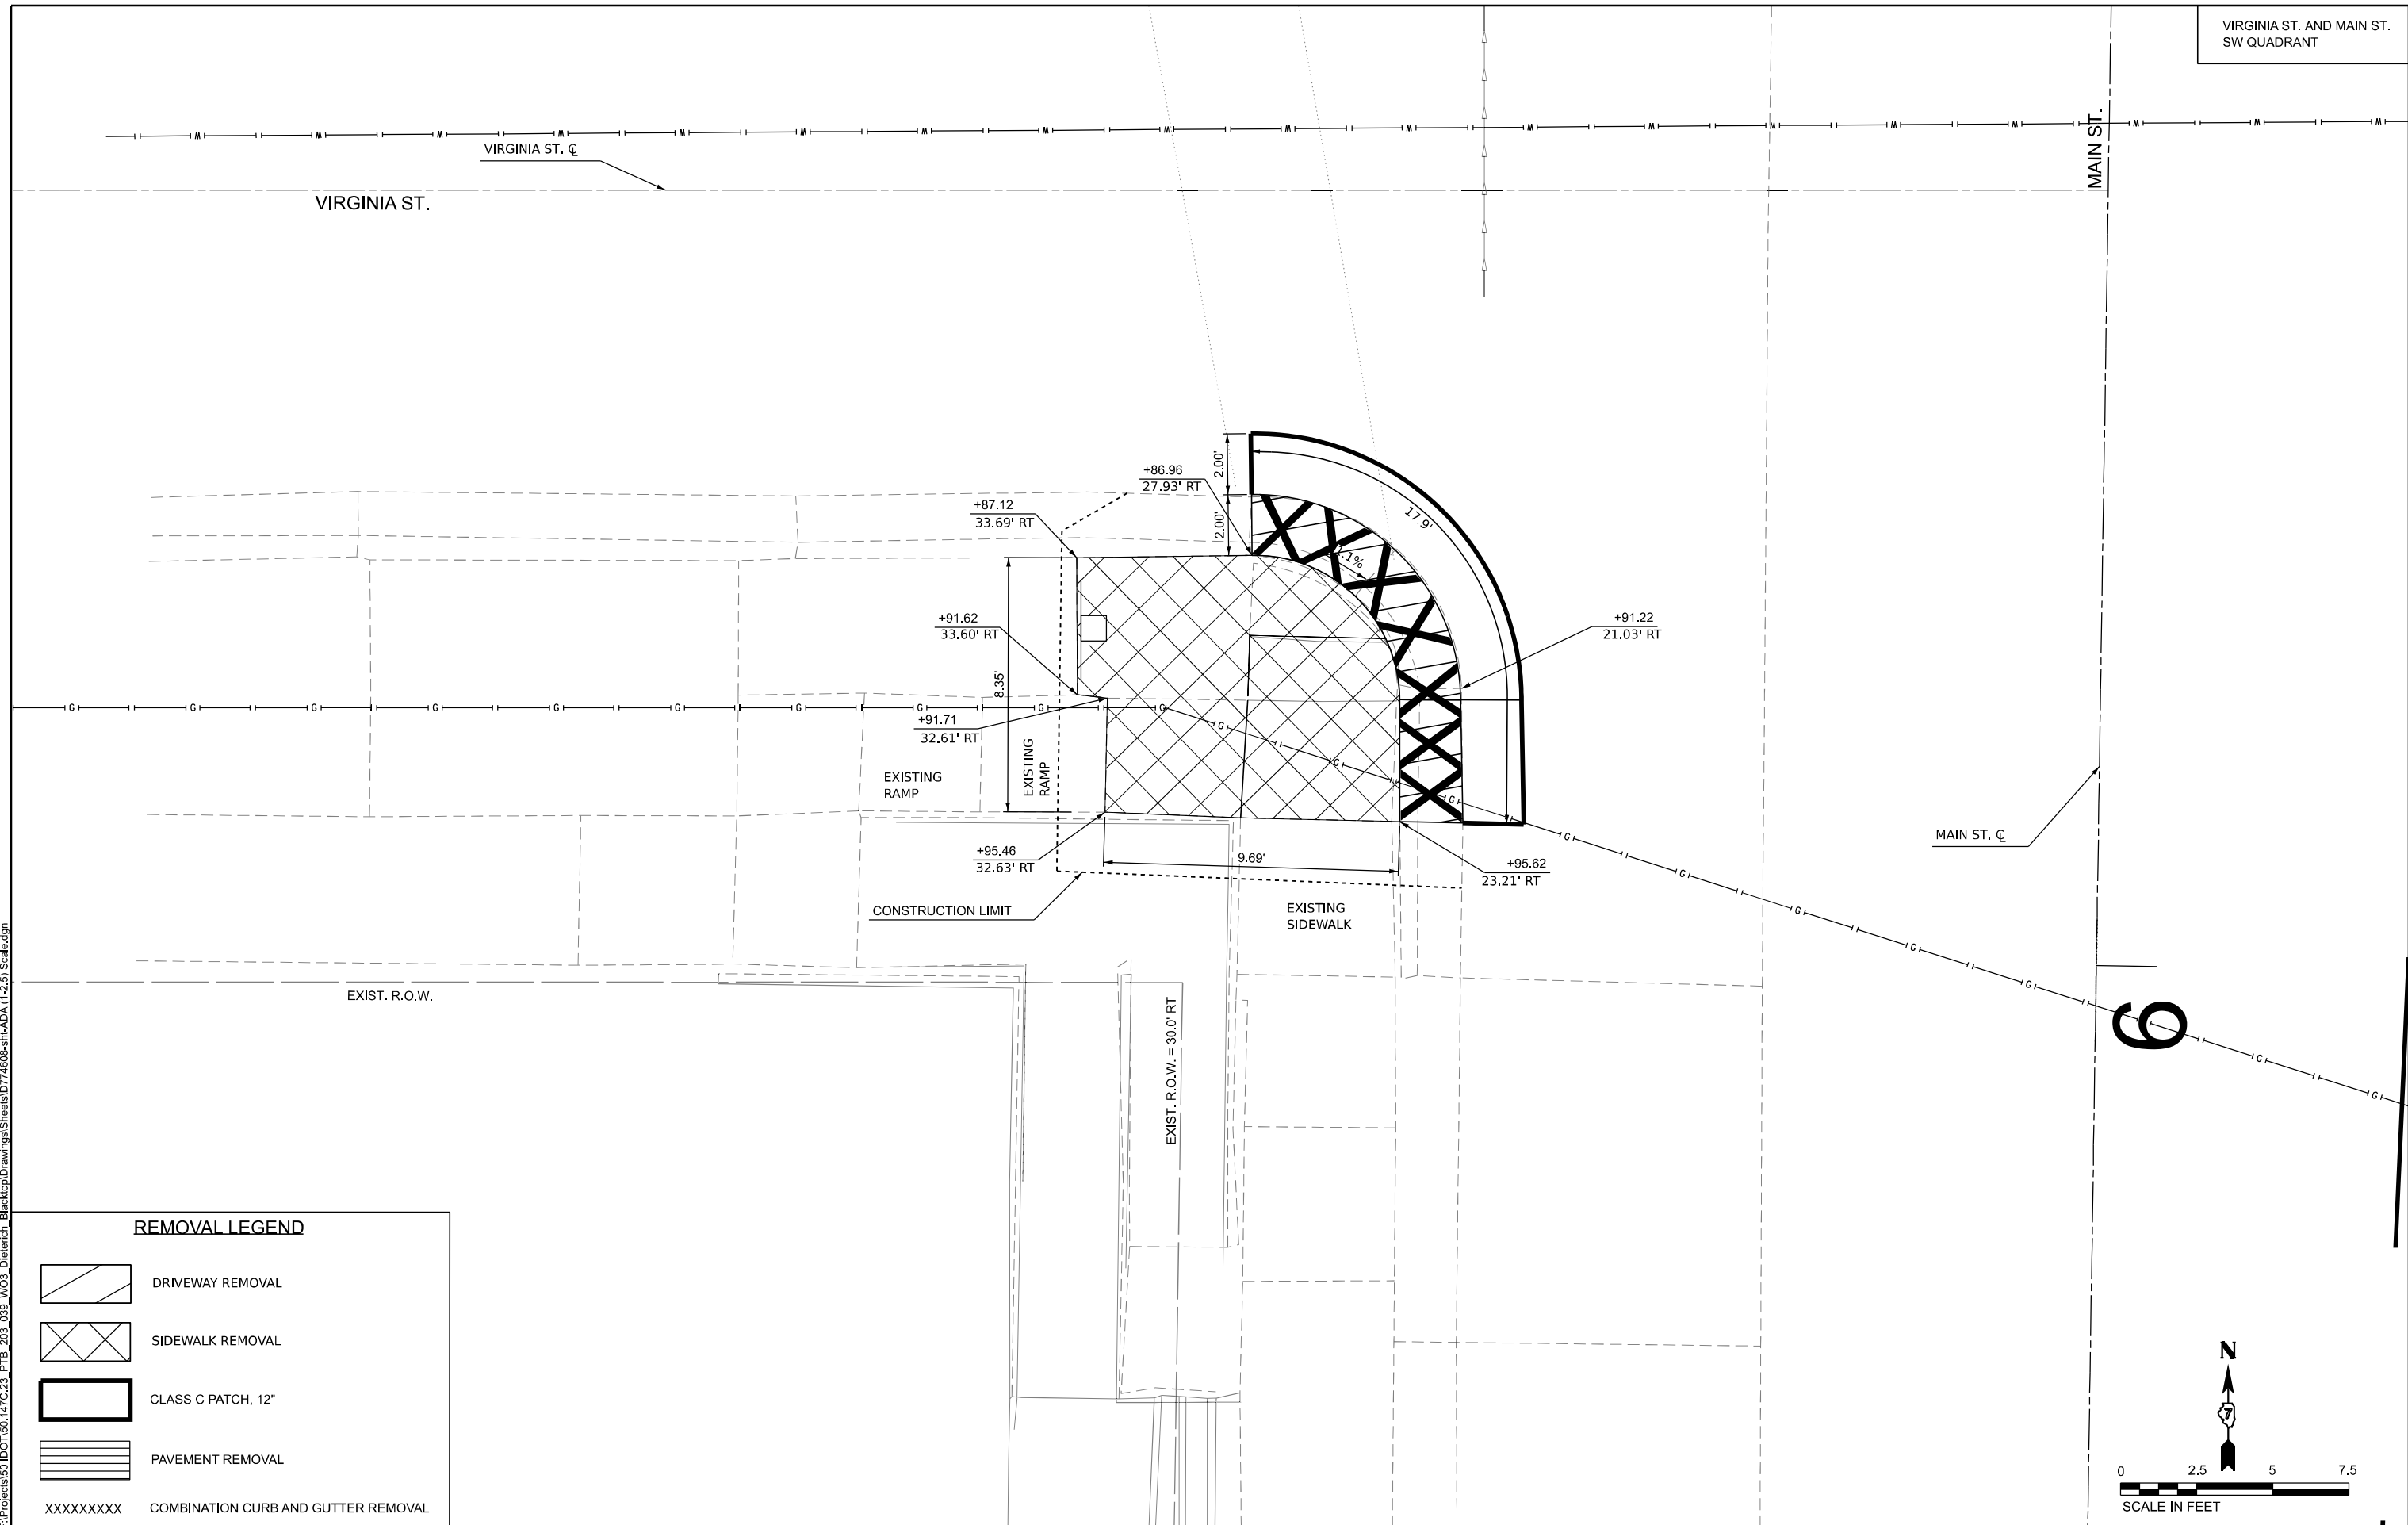 VIRGINIA ST. AND MAIN ST.
SW QUADRANT
MAIN ST.
VIRGINIA ST. ℄
VIRGINIA ST.
+86.96
27.93' RT
2.00'
2.00'
17.9'
+87.12
33.69' RT
+91.62
33.60' RT
8.35'
+91.22
21.03' RT
+91.71
32.61' RT
EXISTING
RAMP
EXISTING
RAMP
+95.46
32.63' RT
9.69'
+95.62
23.21' RT
MAIN ST. ℄
CONSTRUCTION LIMIT
EXISTING
SIDEWALK
EXIST. R.O.W.
EXIST. R.O.W. = 30.0' RT
9
REMOVAL LEGEND
DRIVEWAY REMOVAL
SIDEWALK REMOVAL
CLASS C PATCH, 12"
PAVEMENT REMOVAL
XXXXXXXXX COMBINATION CURB AND GUTTER REMOVAL
N
7
0 2.5 5 7.5
SCALE IN FEET